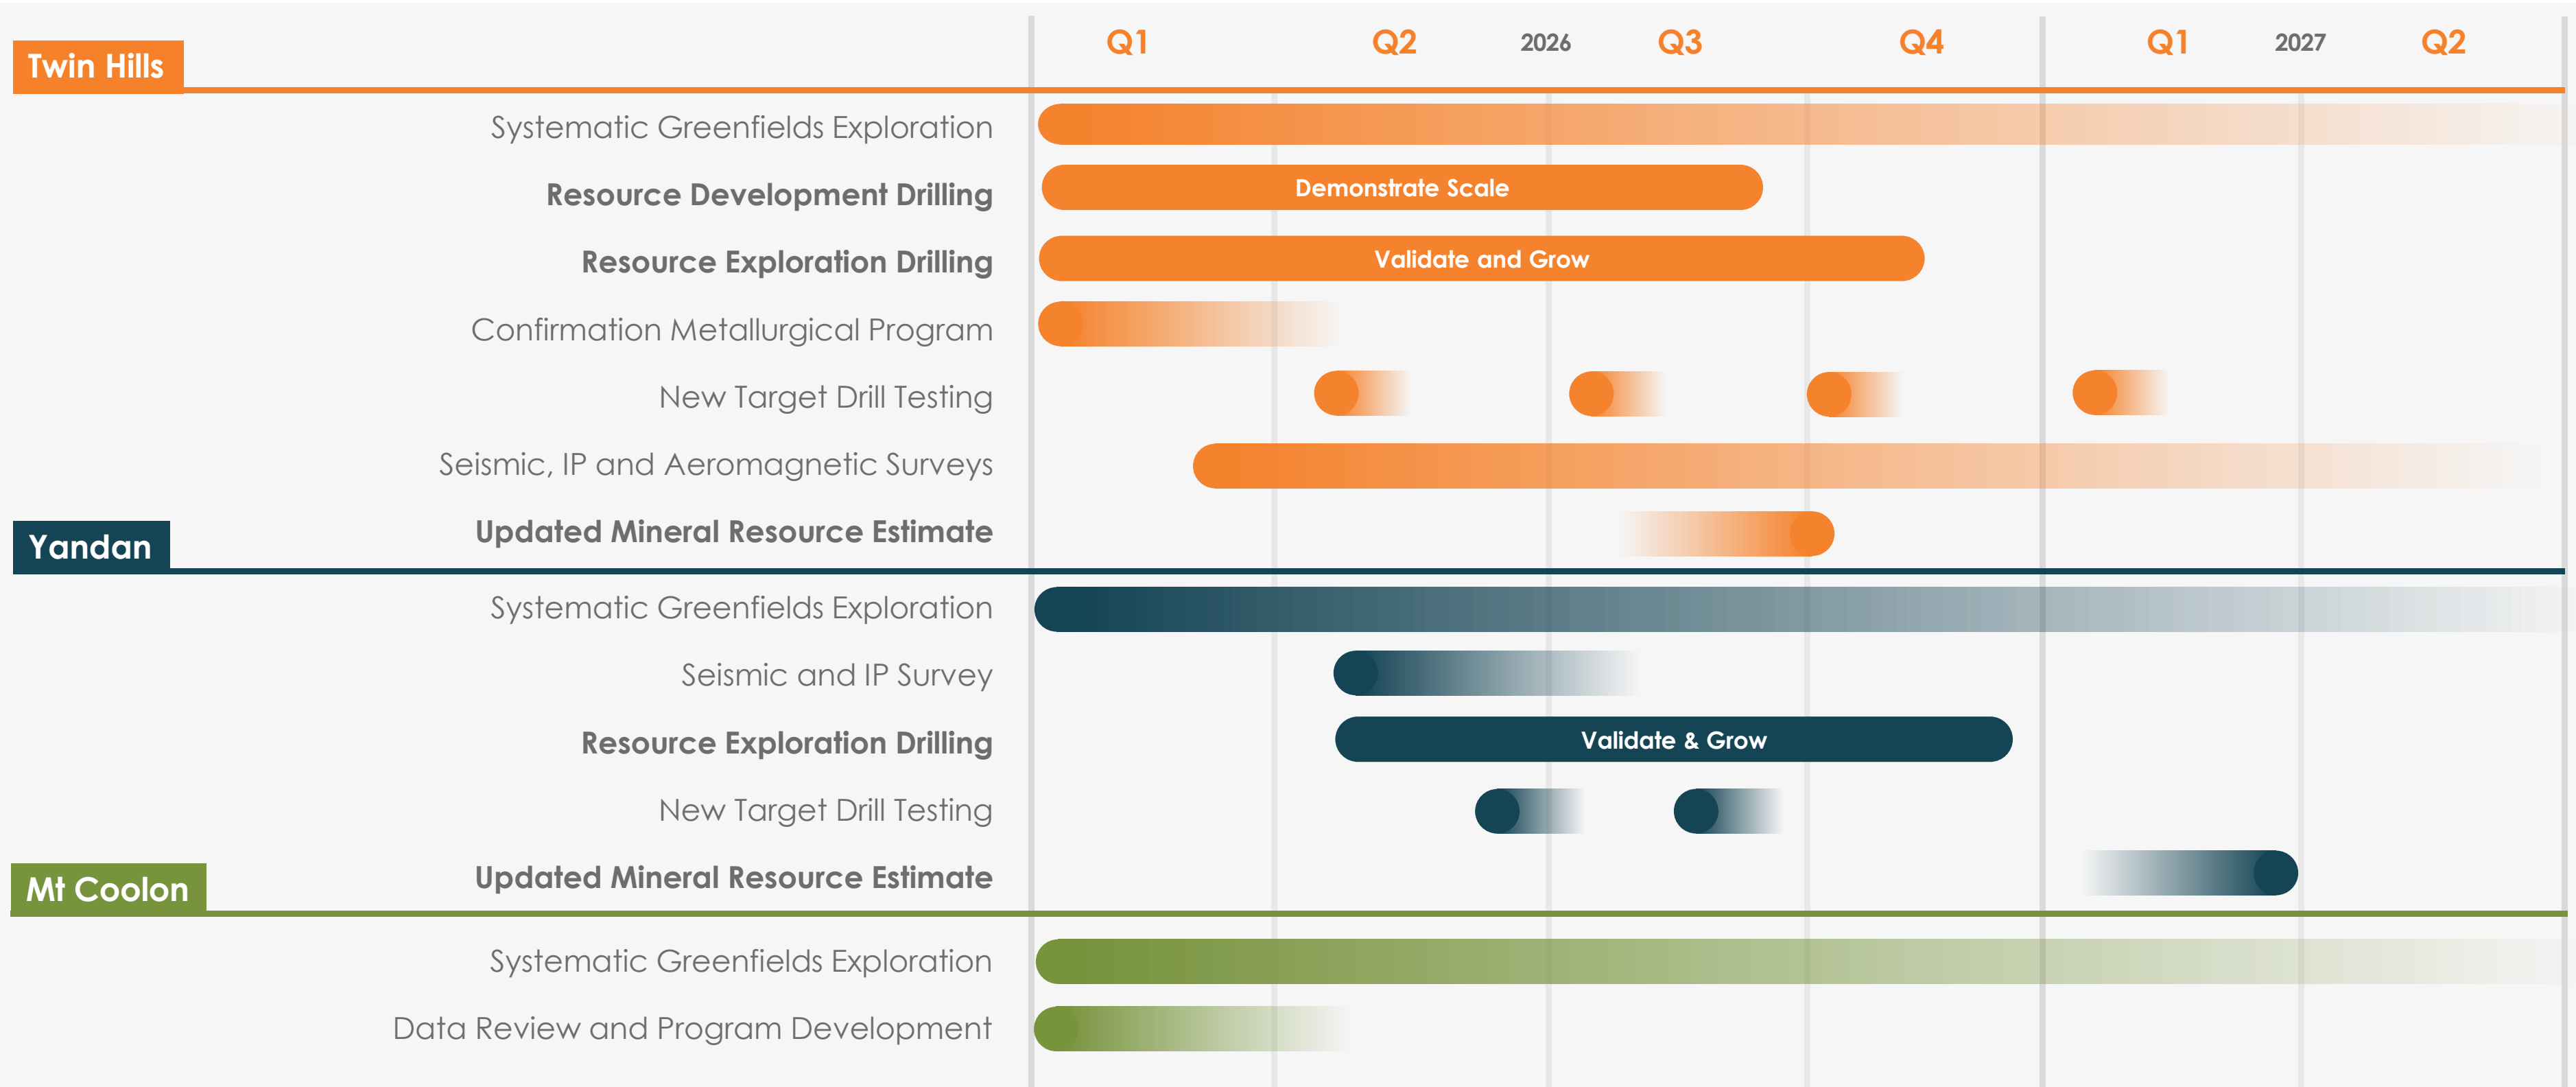 Q1 Q2 2026 Q3 Q4 Q1 2027 Q2
Twin Hills
Systematic Greenfields Exploration
Resource Development Drilling Demonstrate Scale
Resource Exploration Drilling Validate and Grow
Confirmation Metallurgical Program
New Target Drill Testing
Seismic, IP and Aeromagnetic Surveys
Updated Mineral Resource Estimate
Yandan
Systematic Greenfields Exploration
Seismic and IP Survey
Resource Exploration Drilling Validate & Grow
New Target Drill Testing
Updated Mineral Resource Estimate
Mt Coolon
Systematic Greenfields Exploration
Data Review and Program Development